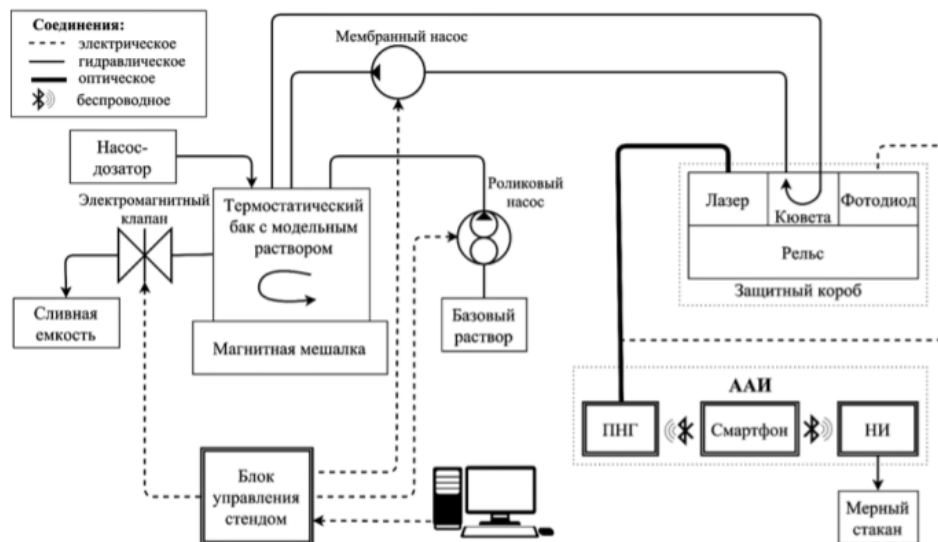 Соединения:
электрическое
гидравлическое
оптическое
беспроводное
Мембранный насос
Насос-
дозатор
Электромагнитный
клапан
Термостатический
бак с модельным
раствором
Роликовый
насос
Лазер
Кювета
Фотодиод
Рельс
Защитный короб
Сливная
емкость
Магнитная мешалка
Базовый
раствор
ААИ
ПНГ
Смартфон
НИ
Блок
управления
стендом
Мерный
стакан